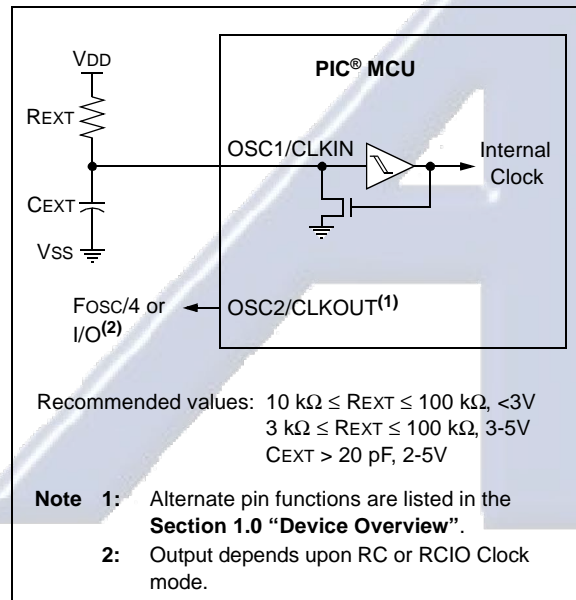 VDD
PIC® MCU
REXT
OSC1/CLKIN
Internal
Clock
CEXT
VSS
FOSC/4 or
I/O(2)
OSC2/CLKOUT(1)
Recommended values: 10 kΩ ≤ REXT ≤ 100 kΩ, <3V
3 kΩ ≤ REXT ≤ 100 kΩ, 3-5V
CEXT > 20 pF, 2-5V
Note 1: Alternate pin functions are listed in the
Section 1.0 “Device Overview”.
2: Output depends upon RC or RCIO Clock
mode.